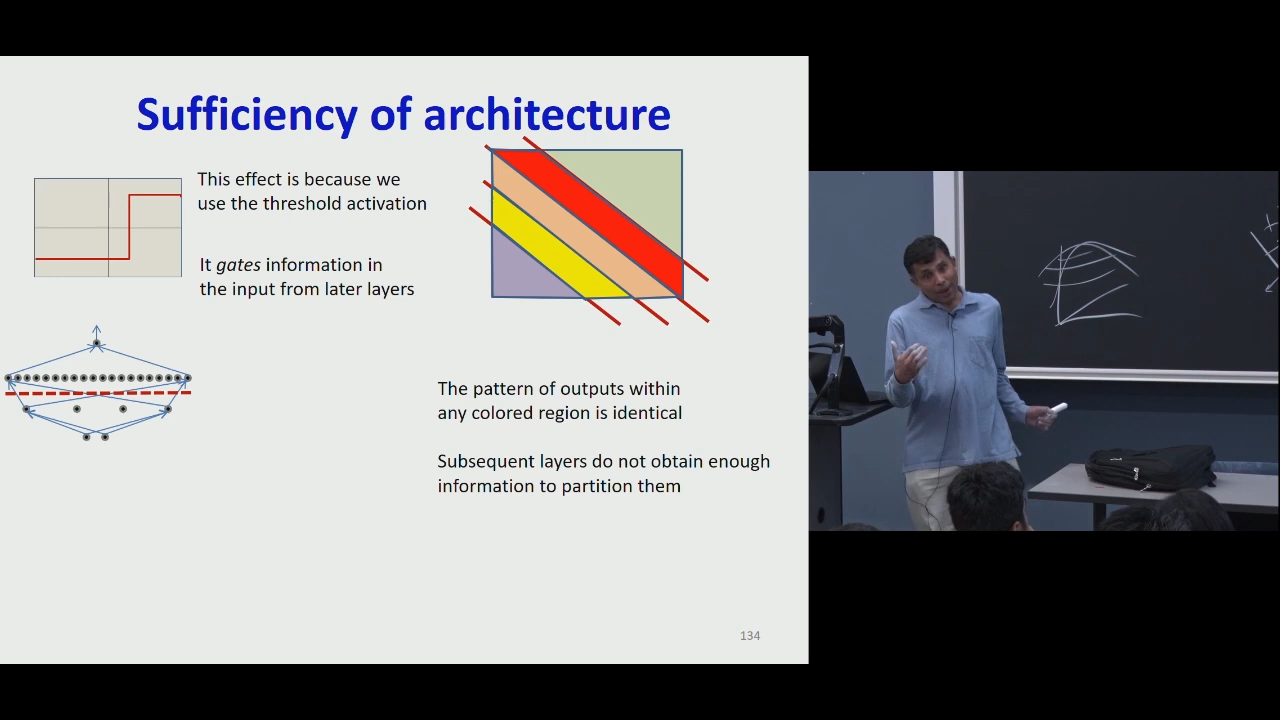 Sufficiency of architecture
This effect is because we
use the threshold activation
It gates information in
the input from later layers
The pattern of outputs within
any colored region is identical
Subsequent layers do not obtain enough
information to partition them
134